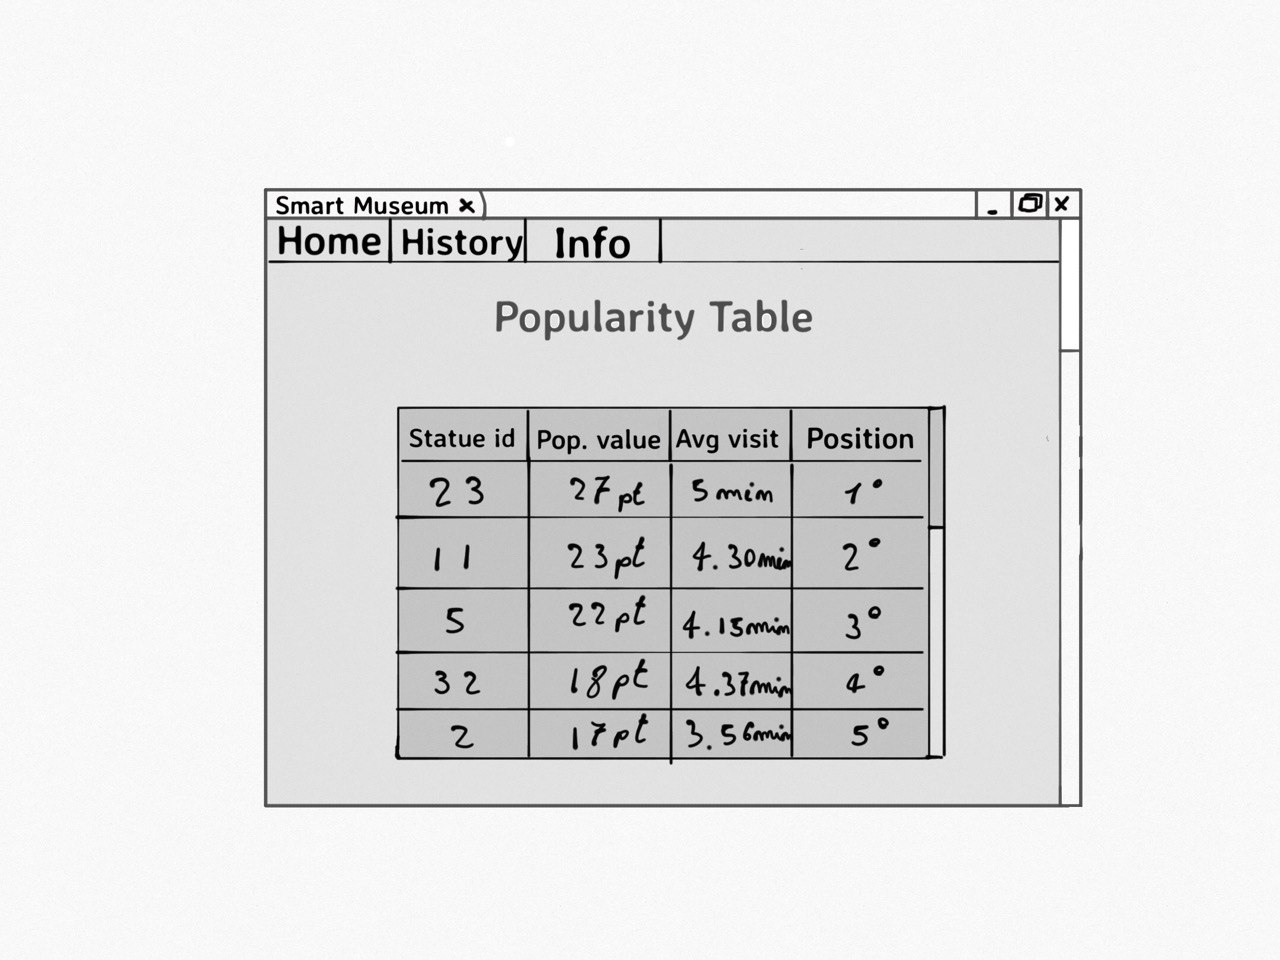 Smart Museum
Home History Info
Popularity Table
Statue id Pop. value Avg visit Position
23 27pt 5 min 1°
11 23pt 4.30min 2°
5 22pt 4.15min 3°
32 18pt 4.37min 4°
2 17pt 3.56min 5°